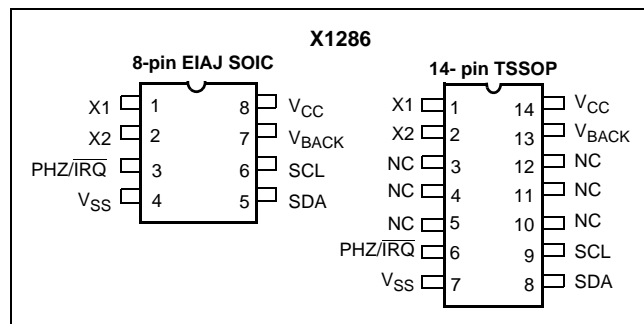 X1286
8-pin EIAJ SOIC
X1 1 8 VCC
X2 2 7 VBACK
PHZ/IRQ 3 6 SCL
VSS 4 5 SDA
14- pin TSSOP
X1 1 14 VCC
X2 2 13 VBACK
NC 3 12 NC
NC 4 11 NC
NC 5 10 NC
PHZ/IRQ 6 9 SCL
VSS 7 8 SDA